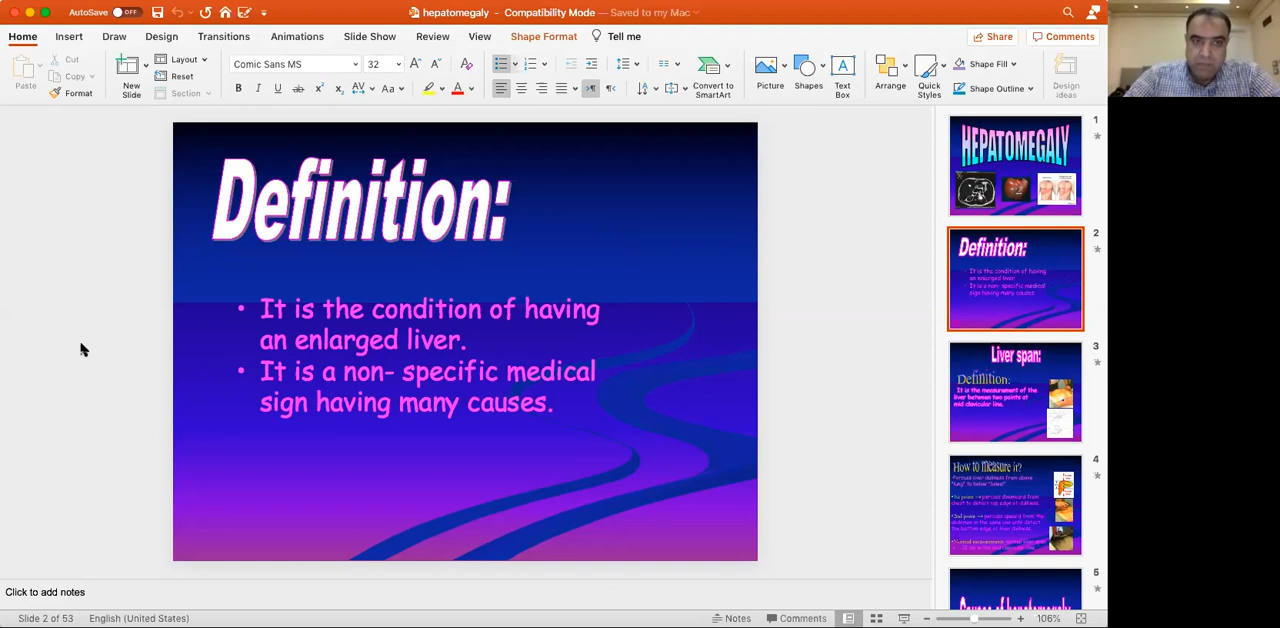 AutoSave OFF hepatomegaly - Compatibility Mode — Saved to my Mac
Home Insert Draw Design Transitions Animations Slide Show Review View Shape Format Tell me Share Comments
Paste Cut Copy Format New Slide Layout Reset Section Comic Sans MS 32 Convert to SmartArt Picture Shapes Text Box Arrange Quick Styles Shape Fill Shape Outline Design Ideas
Definition:
• It is the condition of having
an enlarged liver.
• It is a non- specific medical
sign having many causes.
1
HEPATOMEGALY
2
Definition:
• It is the condition of having
an enlarged liver.
• It is a non- specific medical
sign having many causes.
3
Liver span:
Definition:
It is the measurement of the
liver between two points at
mid clavicular line.
4
How to measure it?
5
Click to add notes
Slide 2 of 53 English (United States) Notes Comments 106%